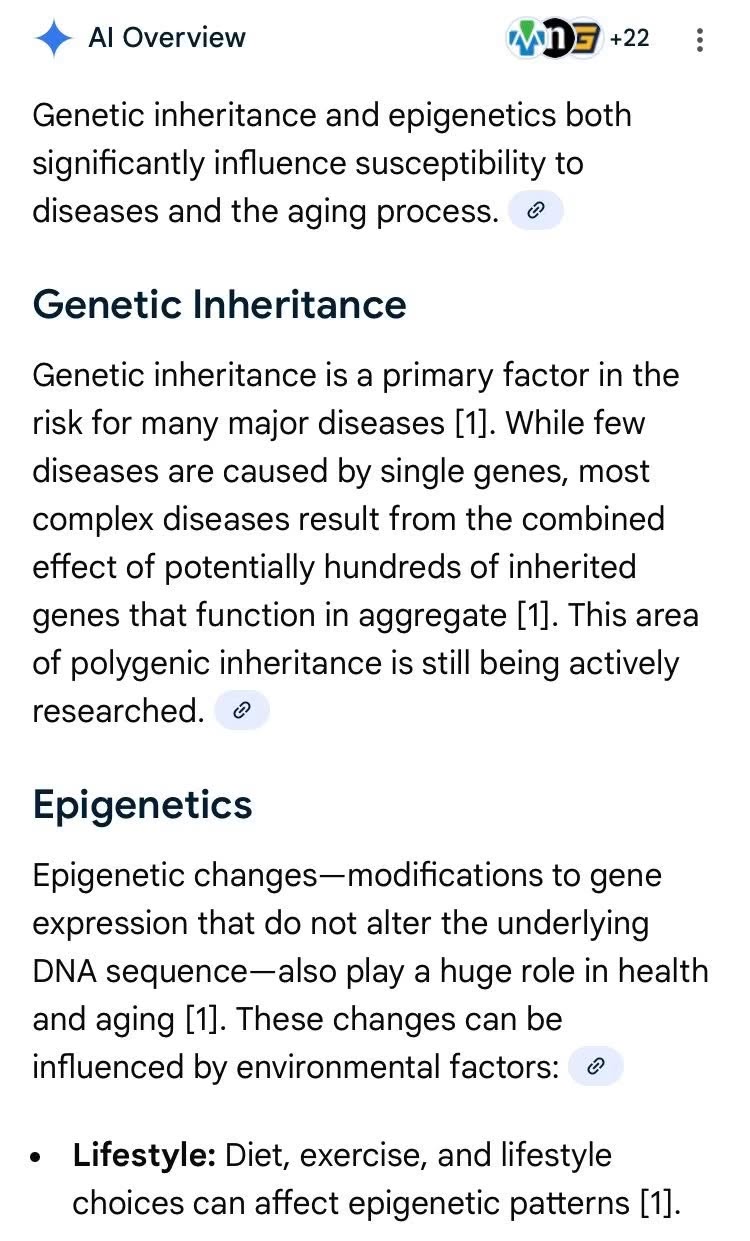 AI Overview
+22
Genetic inheritance and epigenetics both
significantly influence susceptibility to
diseases and the aging process.
Genetic Inheritance
Genetic inheritance is a primary factor in the
risk for many major diseases [1]. While few
diseases are caused by single genes, most
complex diseases result from the combined
effect of potentially hundreds of inherited
genes that function in aggregate [1]. This area
of polygenic inheritance is still being actively
researched.
Epigenetics
Epigenetic changes—modifications to gene
expression that do not alter the underlying
DNA sequence—also play a huge role in health
and aging [1]. These changes can be
influenced by environmental factors:
• Lifestyle: Diet, exercise, and lifestyle
choices can affect epigenetic patterns [1].